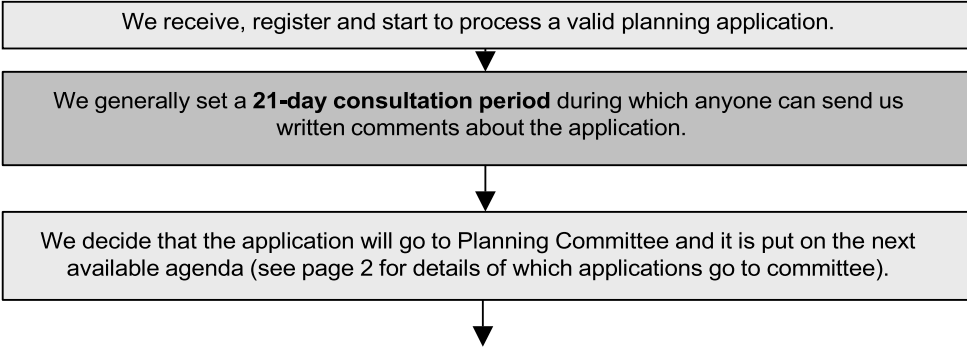 We receive, register and start to process a valid planning application.
We generally set a 21-day consultation period during which anyone can send us
written comments about the application.
We decide that the application will go to Planning Committee and it is put on the next
available agenda (see page 2 for details of which applications go to committee).